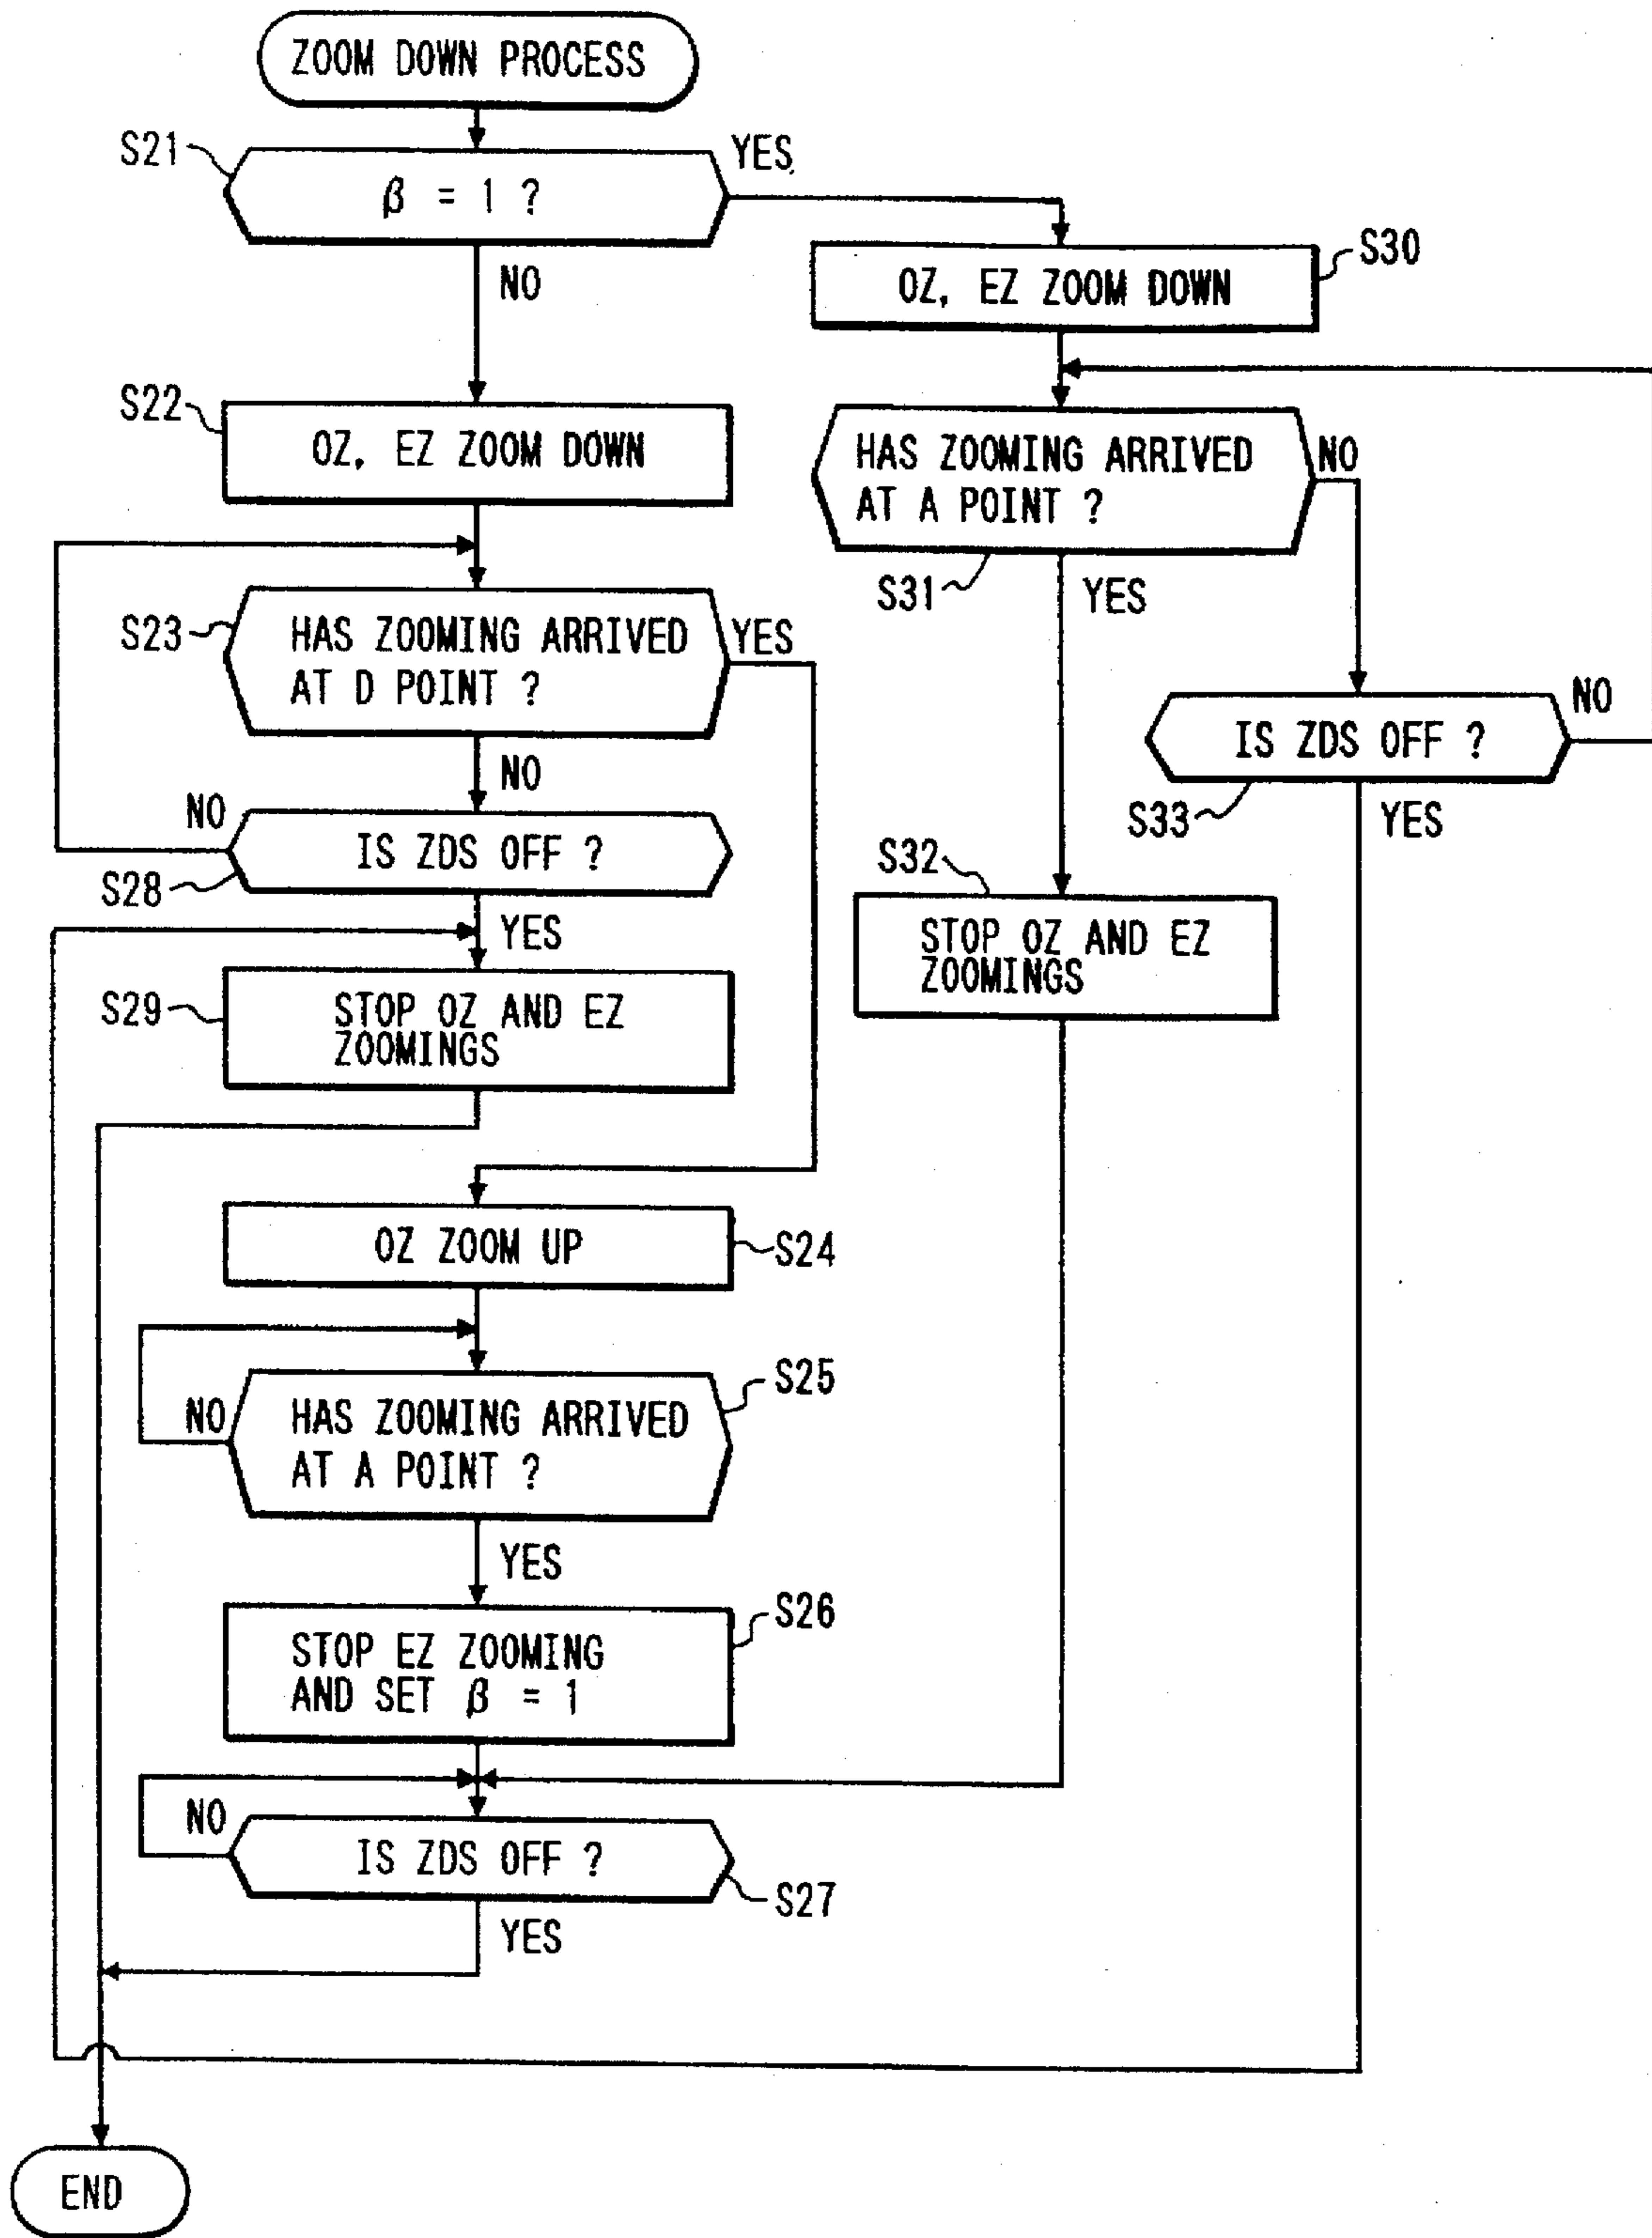 ZOOM DOWN PROCESS
S21
β = 1 ?
YES
NO
S30
OZ, EZ ZOOM DOWN
S22
OZ, EZ ZOOM DOWN
HAS ZOOMING ARRIVED
AT A POINT ?
NO
S31
YES
S23
HAS ZOOMING ARRIVED
AT D POINT ?
YES
NO
IS ZDS OFF ?
NO
S33
YES
NO
IS ZDS OFF ?
S28
YES
S32
STOP OZ AND EZ
ZOOMINGS
S29
STOP OZ AND EZ
ZOOMINGS
OZ ZOOM UP
S24
S25
NO
HAS ZOOMING ARRIVED
AT A POINT ?
YES
S26
STOP EZ ZOOMING
AND SET β = 1
NO
IS ZDS OFF ?
S27
YES
END